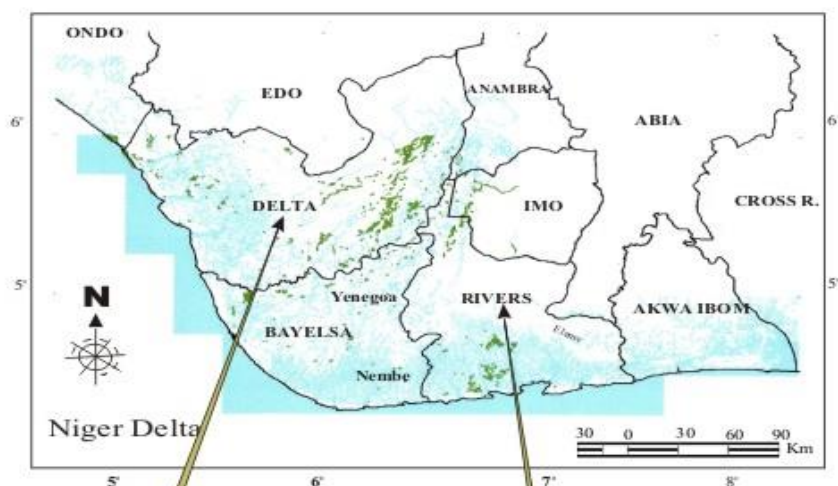 ONDO
EDO
ANAMBRA
6'
6'
ABIA
CROSS R.
DELTA
IMO
5'
5'
Yenegoa
RIVERS
AKWA IBOM
N
BAYELSA
Nembe
Niger Delta
30 0 30 60 90
Km
5' 6' 7' 8'